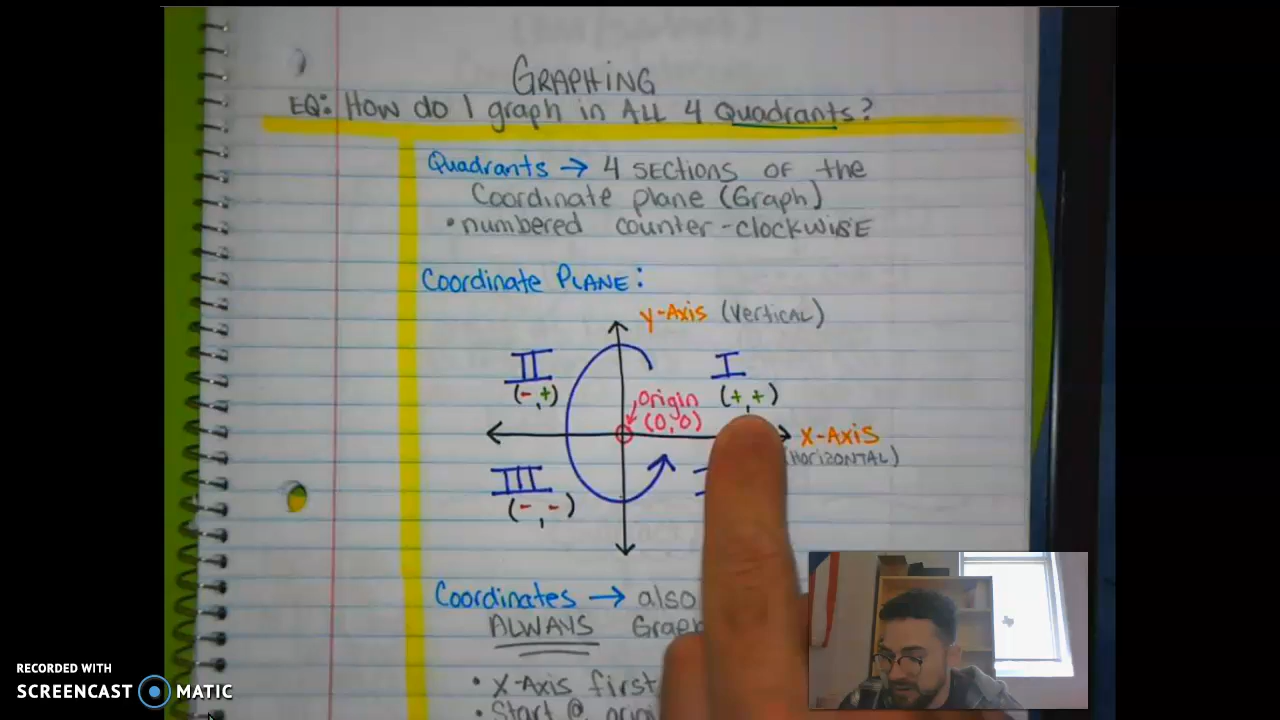 GRAPHING
EQ: How do I graph in ALL 4 Quadrants?
Quadrants → 4 SECTIONS OF the
Coordinate plane (Graph)
• numbered counter-clockwise
Coordinate PLANE:
y-Axis (Vertical)
II
I
(-,+)
(+,+)
Origin
(0,0)
X-Axis
(HORIZONTAL)
III
(-,-)
Coordinates → also
ALWAYS
• X-Axis first
• Start @
RECORDED WITH
SCREENCAST MATIC